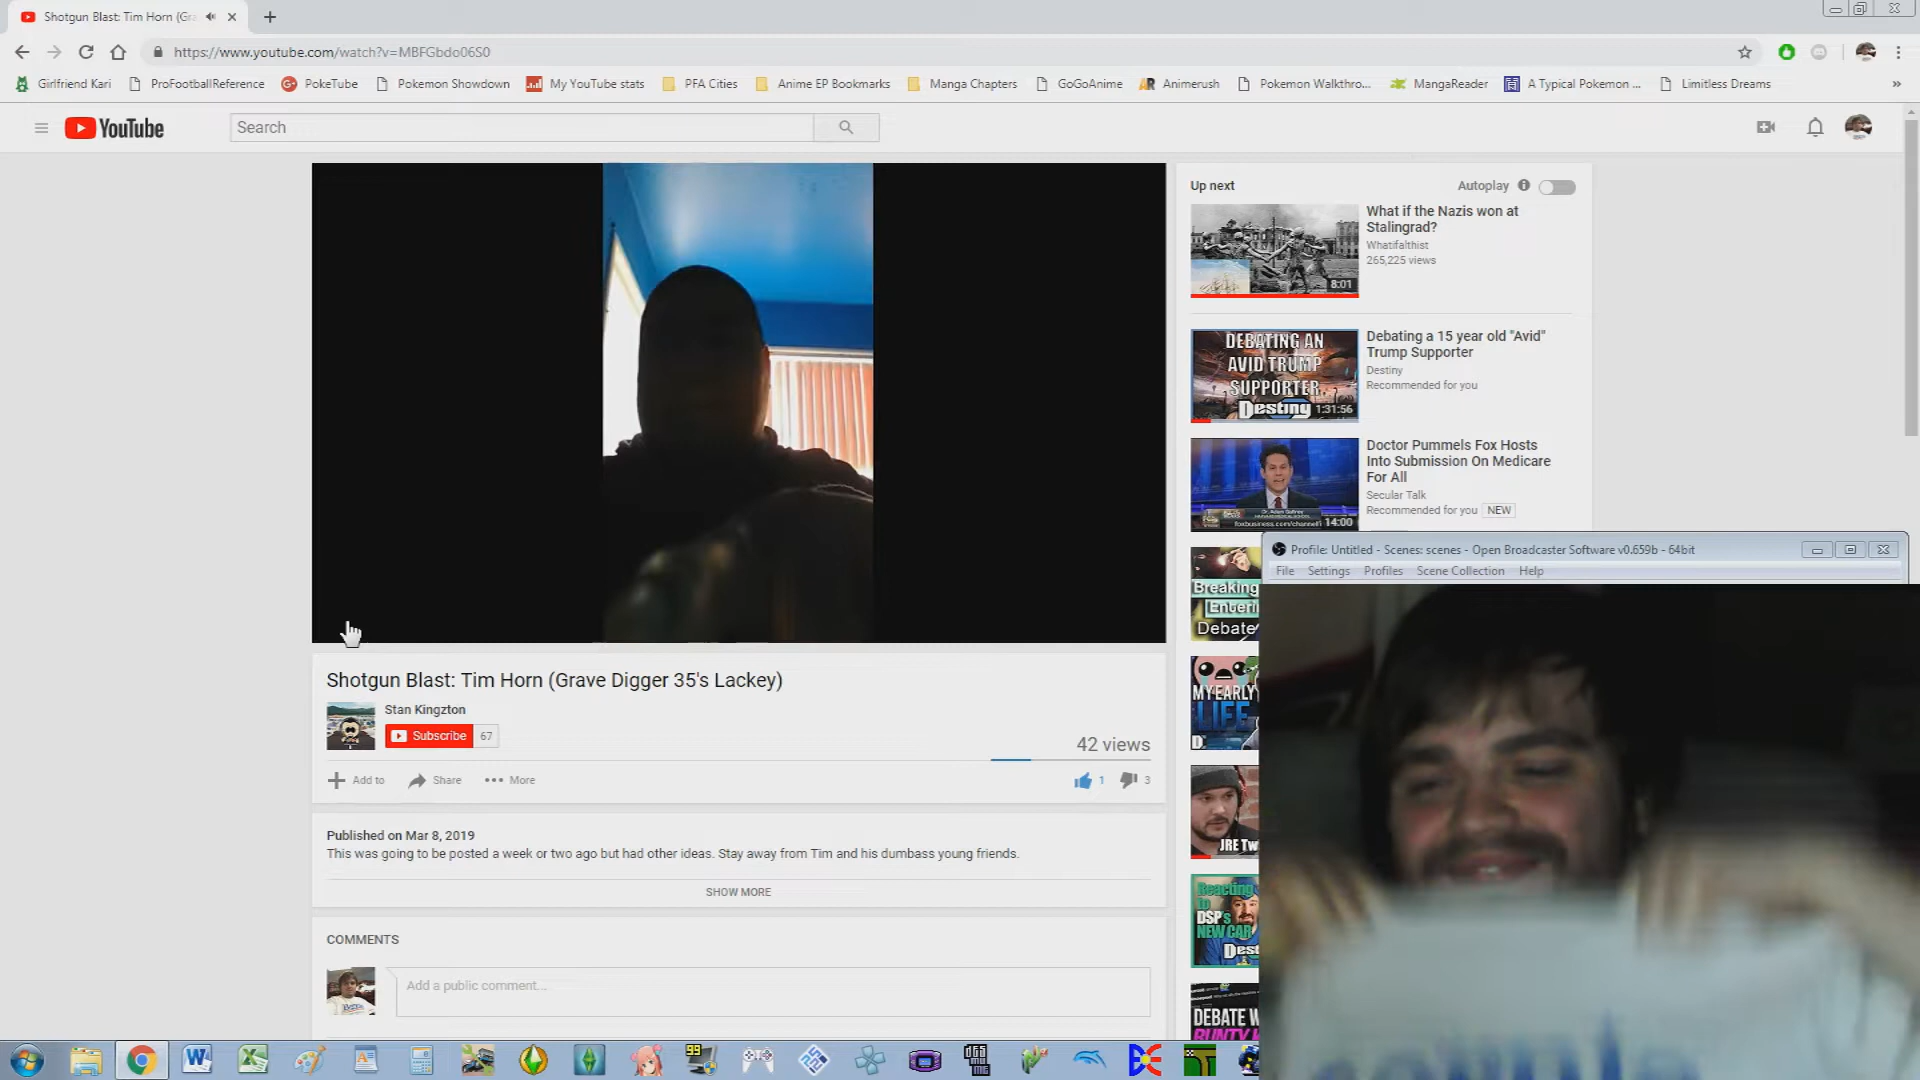 Shotgun Blast: Tim Horn (Gra
https://www.youtube.com/watch?v=MBFGbdo06S0
Girlfriend Kari ProFootballReference PokeTube Pokemon Showdown My YouTube stats PFA Cities Anime EP Bookmarks Manga Chapters GoGoAnime Animerush Pokemon Walkthro... MangaReader A Typical Pokemon ... Limitless Dreams »
YouTube
Search
Up next
Autoplay
What if the Nazis won at
Stalingrad?
Whatifalthist
265,225 views
8:01
DEBATING AN
AVID TRUMP
SUPPORTER
Destiny
1:31:56
Debating a 15 year old "Avid"
Trump Supporter
Destiny
Recommended for you
Doctor Pummels Fox Hosts
Into Submission On Medicare
For All
Secular Talk
Recommended for you NEW
14:00
Profile: Untitled - Scenes: scenes - Open Broadcaster Software v0.659b - 64bit
File Settings Profiles Scene Collection Help
Breaking
Enterin
Debate
MY EARLY
LIFE
JRE Tw
Reacting
to
DSP's
NEW CAR
Dest
DEBATE W
Shotgun Blast: Tim Horn (Grave Digger 35's Lackey)
Stan Kingzton
Subscribe 67
42 views
Add to Share More
1 3
Published on Mar 8, 2019
This was going to be posted a week or two ago but had other ideas. Stay away from Tim and his dumbass young friends.
SHOW MORE
COMMENTS
Add a public comment...